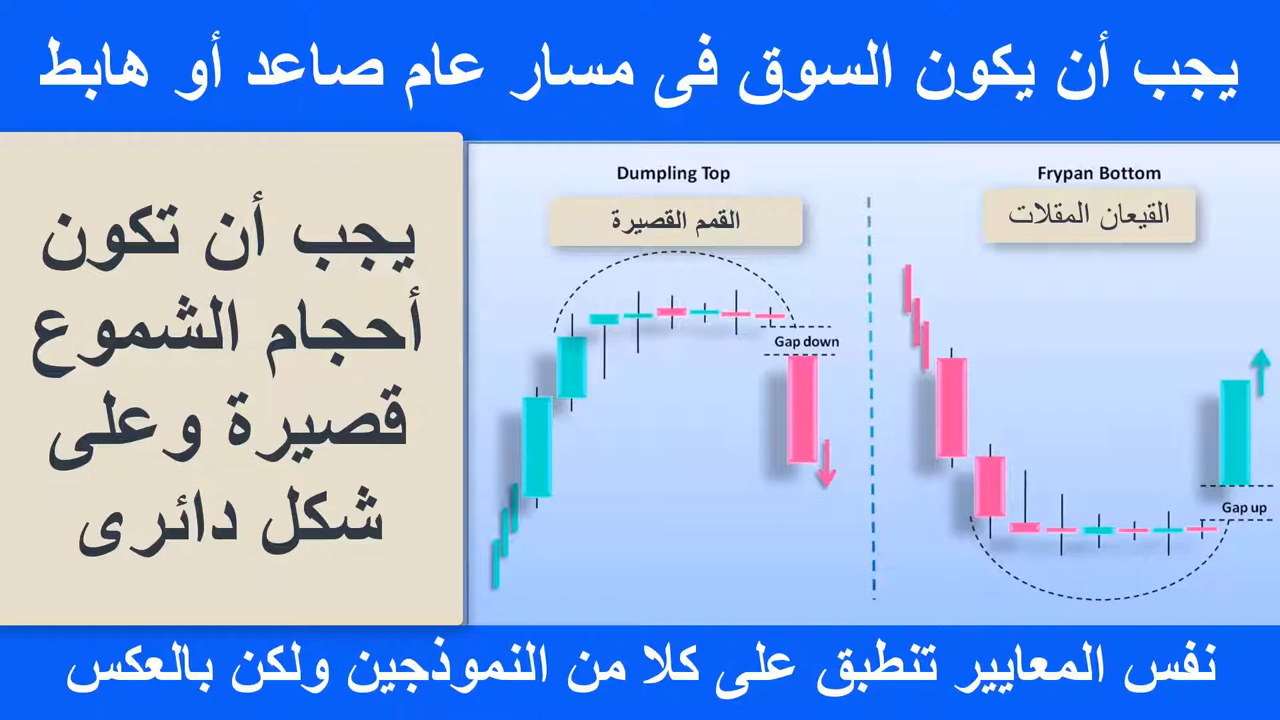 يجب أن يكون السوق فى مسار عام صاعد أو هابط
يجب أن تكون
أحجام الشموع
قصيرة وعلى
شكل دائرى
Dumpling Top
القمم القصيرة
Gap down
Frypan Bottom
القيعان المقلات
Gap up
نفس المعايير تنطبق على كلا من النموذجين ولكن بالعكس